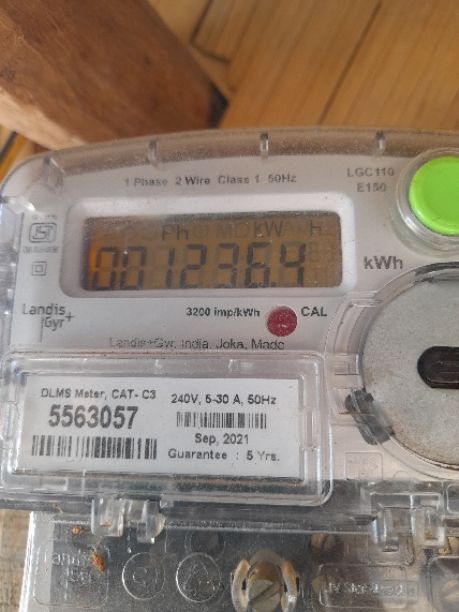 1 Phase 2 Wire Class 1 50Hz
LGC110
E150
Ph MD kW h
001236.4
kWh
Landis+
Gyr
3200 imp/kWh
CAL
Landis+Gyr, India, Joka, Made
DLMS Meter, CAT- C3
5563057
240V, 5-30 A, 50Hz
Sep, 2021
Guarantee : 5 Yrs.